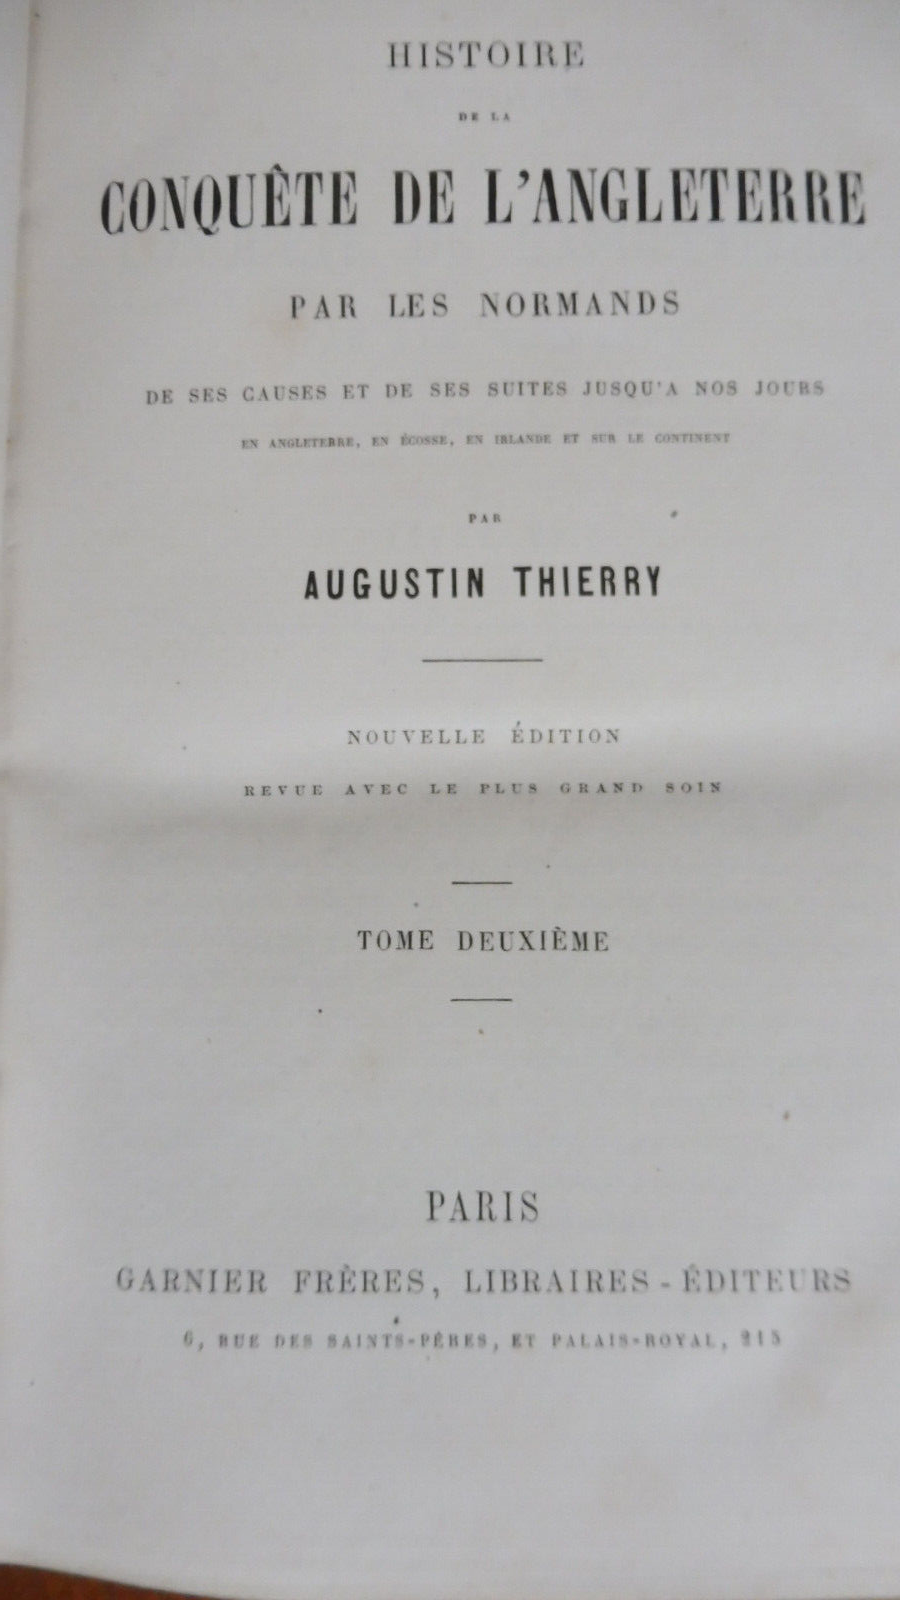 HISTOIRE
DE LA
CONQUÊTE DE L'ANGLETERRE
PAR LES NORMANDS
DE SES CAUSES ET DE SES SUITES JUSQU'A NOS JOURS
EN ANGLETERRE, EN ÉCOSSE, EN IRLANDE ET SUR LE CONTINENT
PAR
AUGUSTIN THIERRY
NOUVELLE ÉDITION
REVUE AVEC LE PLUS GRAND SOIN
TOME DEUXIÈME
PARIS
GARNIER FRÈRES, LIBRAIRES-ÉDITEURS
6, RUE DES SAINTS-PÈRES, ET PALAIS-ROYAL, 215